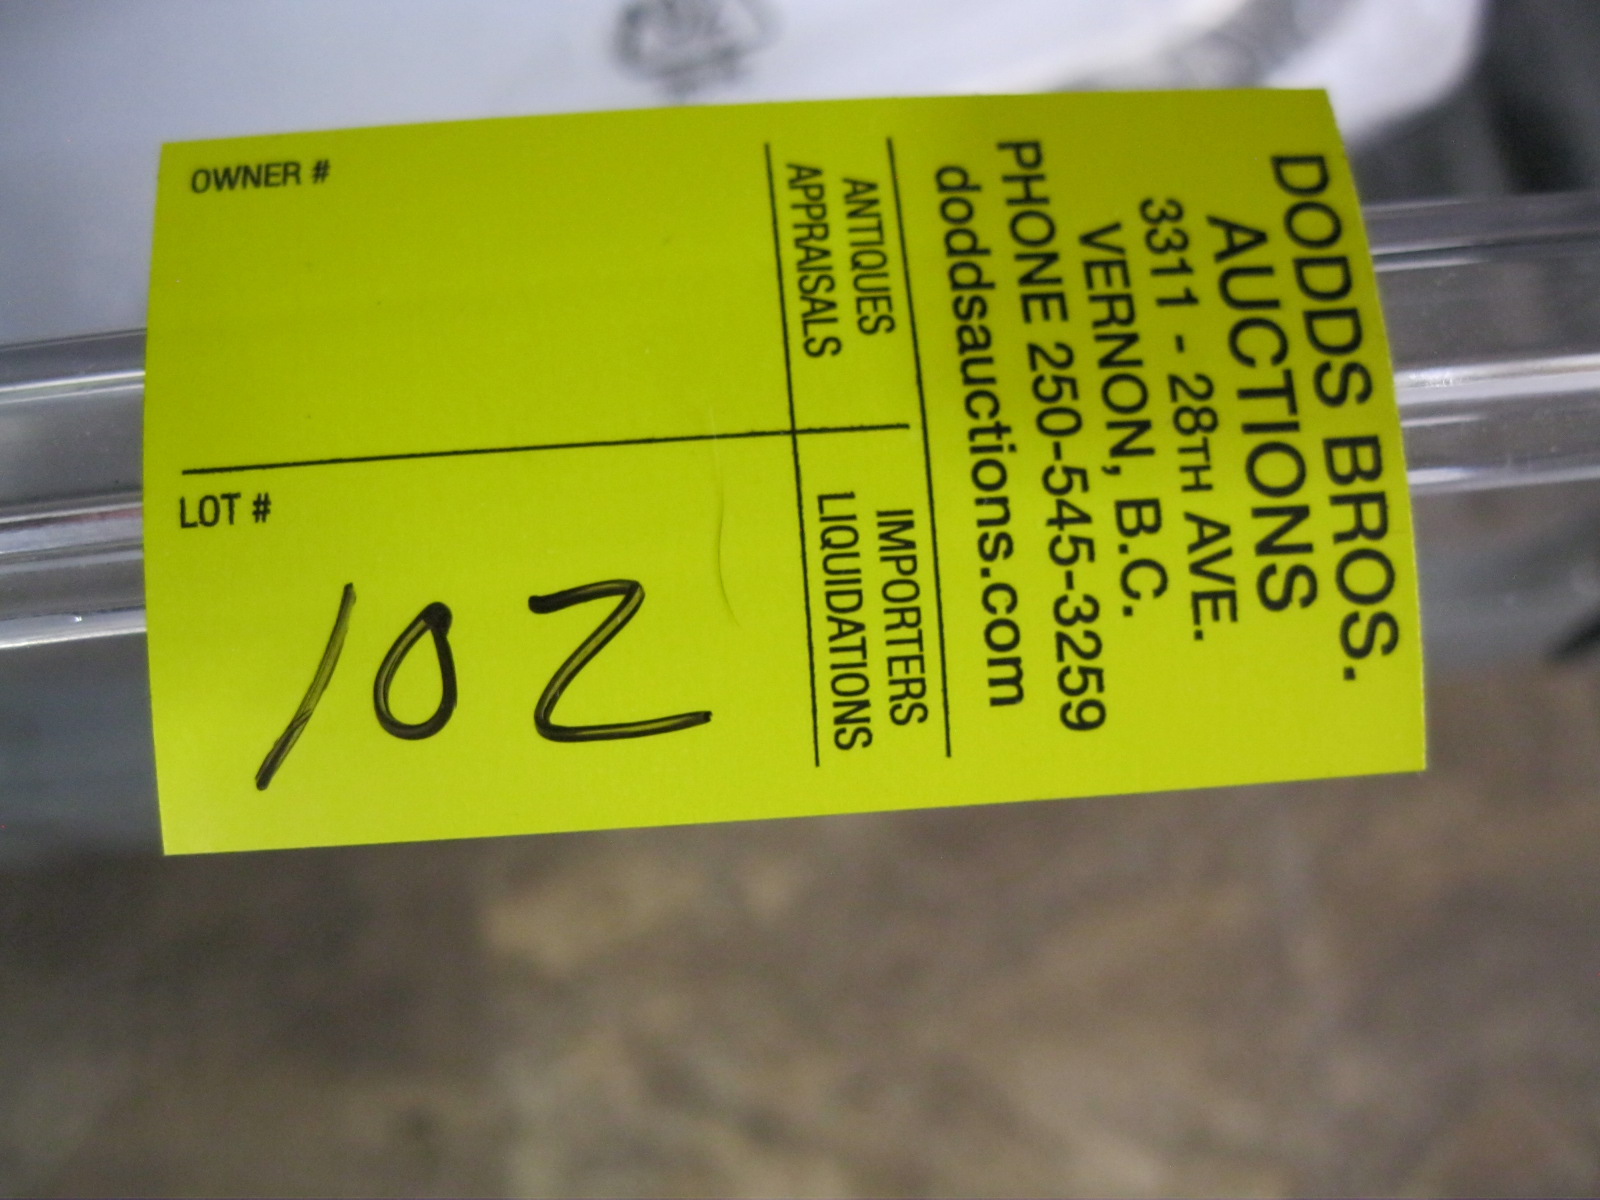 DODDS BROS.
AUCTIONS
3311 - 28TH AVE.
VERNON, B.C.
PHONE 250-545-3259
doddsauctions.com
ANTIQUES
APPRAISALS
IMPORTERS
LIQUIDATIONS
OWNER #
LOT #
102